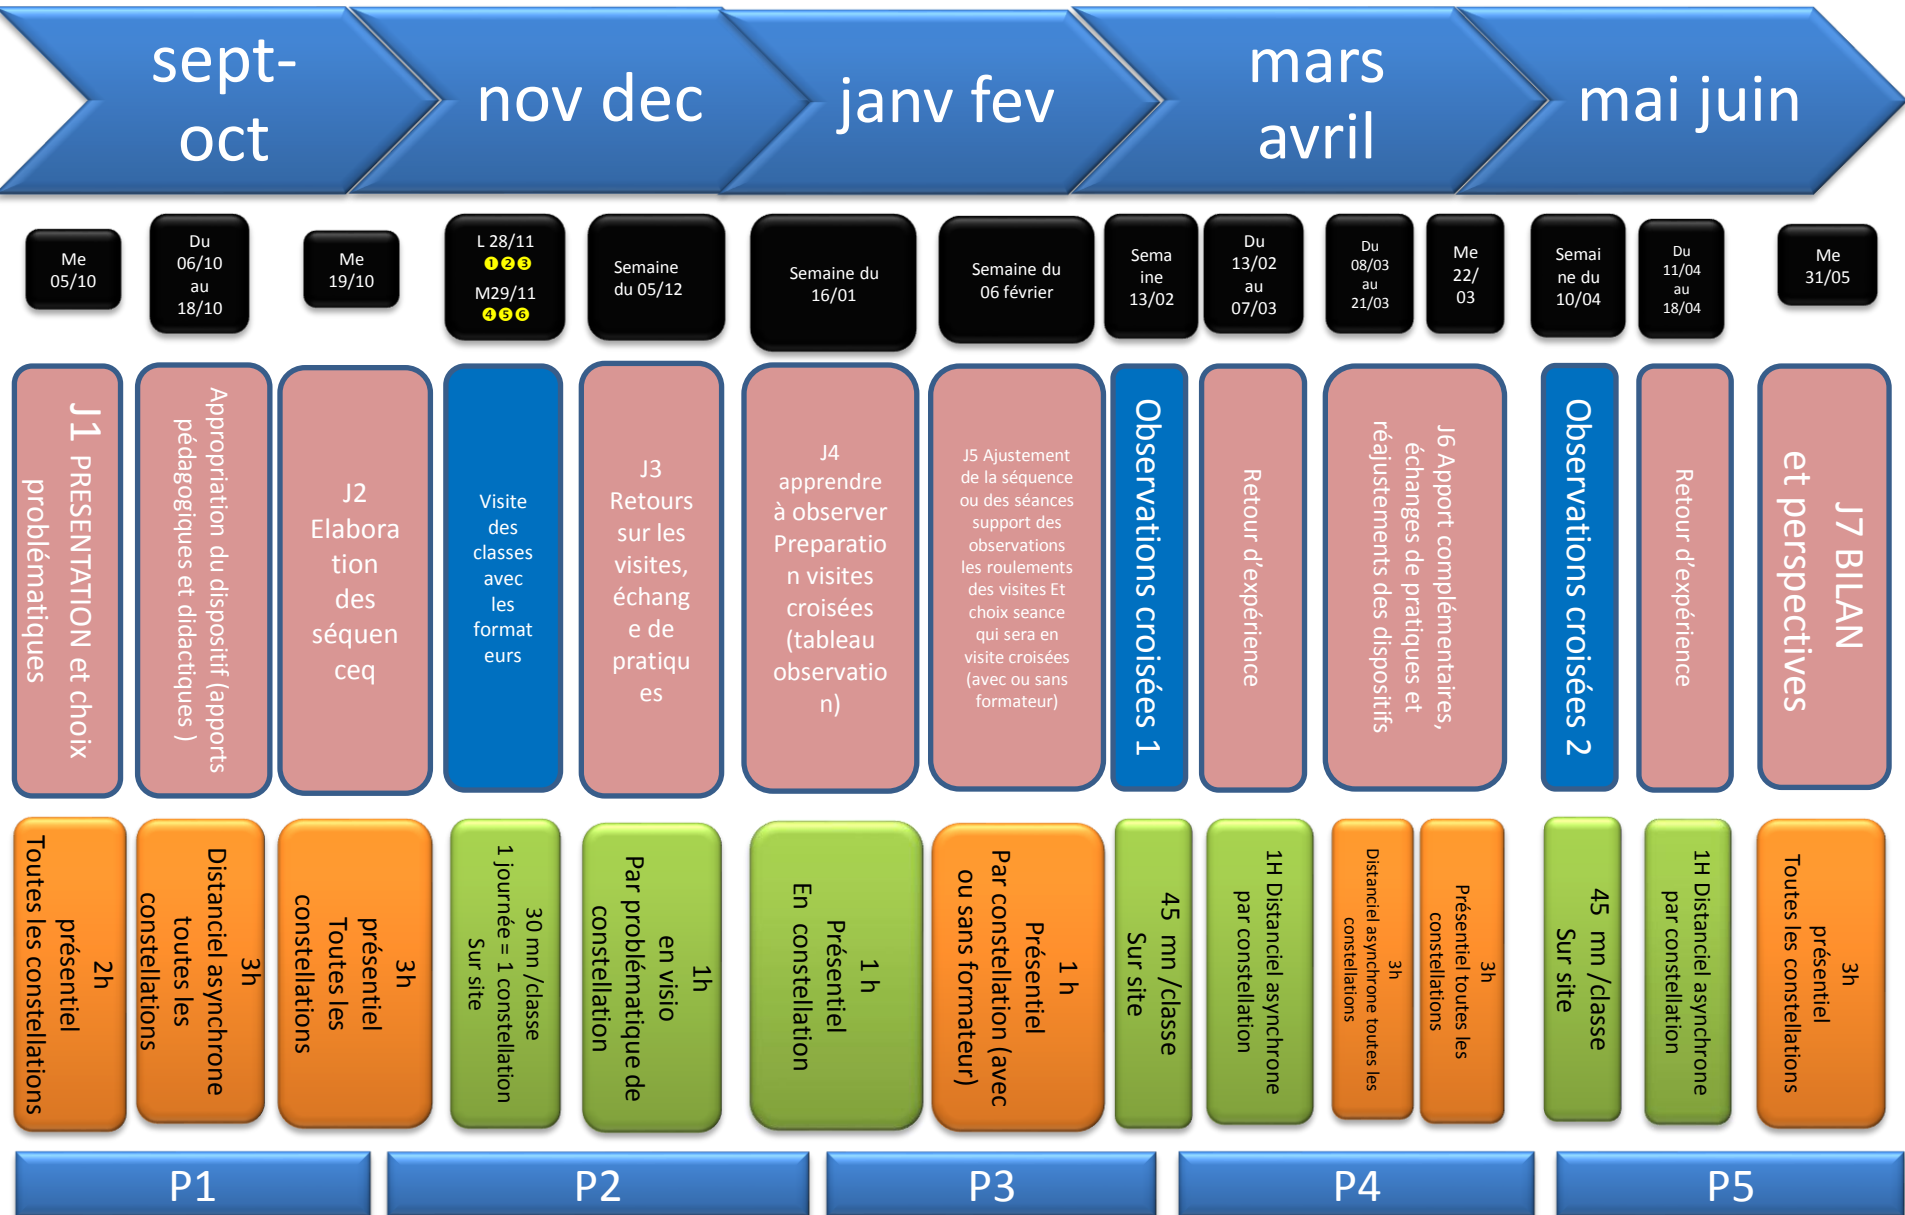 sept-
oct
nov dec
janv fev
mars
avril
mai juin
Me
05/10
Du
06/10
au
18/10
Me
19/10
L 28/11
❶❷❸
M29/11
❹❺❻
Semaine
du 05/12
Semaine du
16/01
Semaine du
06 février
Sema
ine
13/02
Du
13/02
au
07/03
Du
08/03
au
21/03
Me
22/
03
Semai
ne du
10/04
Du
11/04
au
18/04
Me
31/05
J1 PRESENTATION et choix
problématiques
Appropriation du dispositif (apports
pédagogiques et didactiques )
J2
Elabora
tion
des
séquen
ceq
Visite
des
classes
avec
les
format
eurs
J3
Retours
sur les
visites,
échang
e de
pratiqu
es
J4
apprendre
à observer
Preparatio
n visites
croisées
(tableau
observatio
n)
J5 Ajustement
de la séquence
ou des séances
support des
observations
les roulements
des visites Et
choix seance
qui sera en
visite croisées
(avec ou sans
formateur)
Observations croisées 1
Retour d’expérience
J6 Apport complémentaires,
échanges de pratiques et
réajustements des dispositifs
Observations croisées 2
Retour d’expérience
J7 BILAN
et perspectives
2h
présentiel
Toutes les constellations
3h
Distanciel asynchrone
toutes les
constellations
3h
présentiel
Toutes les
constellations
30 mn /classe
1 journée = 1 constellation
Sur site
1h
en visio
Par problématique de
constellation
1 h
Présentiel
En constellation
1 h
Présentiel
Par constellation (avec
ou sans formateur)
45 mn /classe
Sur site
1H Distanciel asynchrone
par constellation
3h
Distanciel asynchrone toutes les
constellations
3h
Présentiel toutes les
constellations
45 mn /classe
Sur site
1H Distanciel asynchrone
par constellation
3h
présentiel
Toutes les constellations
P1
P2
P3
P4
P5